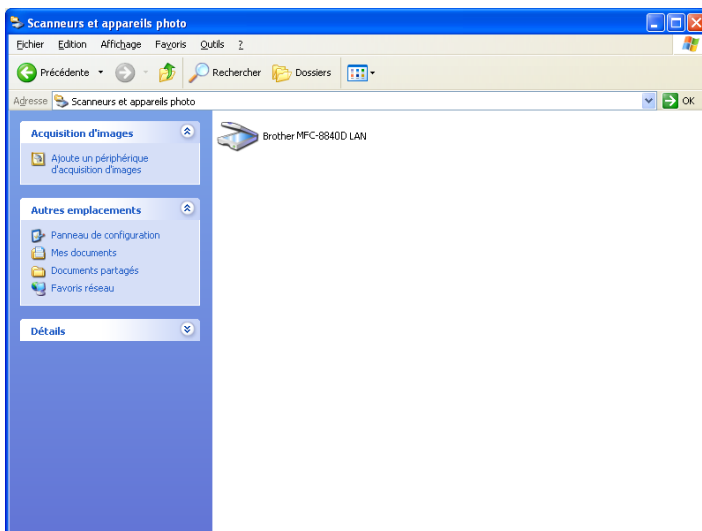 Scanneurs et appareils photo
Fichier Edition Affichage Favoris Outils ?
Précédente Rechercher Dossiers
Adresse Scanneurs et appareils photo OK
Acquisition d'images
Ajoute un périphérique
d'acquisition d'images
Autres emplacements
Panneau de configuration
Mes documents
Documents partagés
Favoris réseau
Détails
Brother MFC-8840D LAN